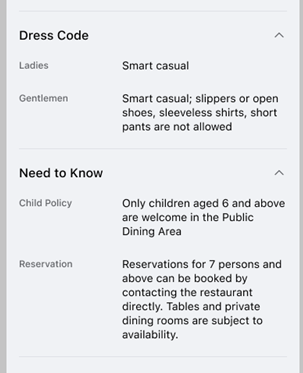 Dress Code
Ladies
Smart casual
Gentlemen
Smart casual; slippers or open
shoes, sleeveless shirts, short
pants are not allowed
Need to Know
Child Policy
Only children aged 6 and above
are welcome in the Public
Dining Area
Reservation
Reservations for 7 persons and
above can be booked by
contacting the restaurant
directly. Tables and private
dining rooms are subject to
availability.